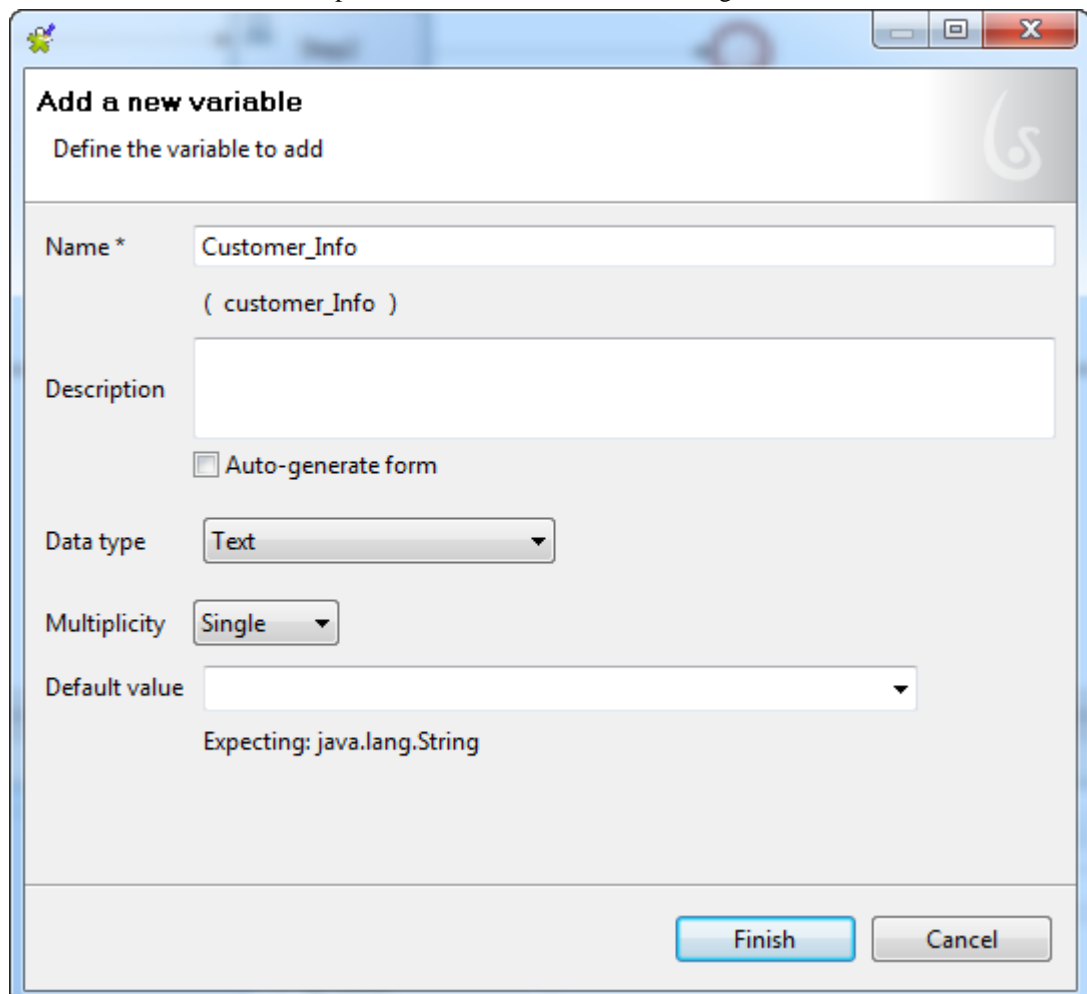 Add a new variable
Define the variable to add
Name * Customer_Info
( customer_Info )
Description
Auto-generate form
Data type Text
Multiplicity Single
Default value
Expecting: java.lang.String
Finish Cancel